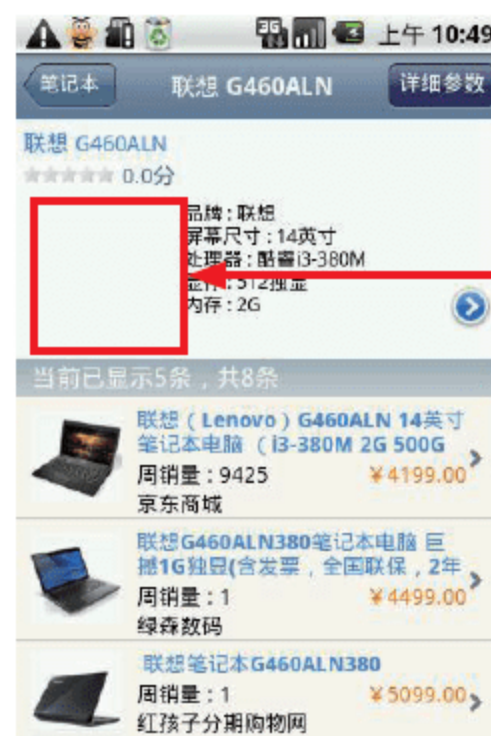 3G
上午 10:49
笔记本
联想 G460ALN
详细参数
联想 G460ALN
0.0分
品牌：联想
屏幕尺寸：14英寸
处理器：酷睿i3-380M
显存：512独显
内存：2G
当前已显示5条，共8条
联想（Lenovo）G460ALN 14英寸
笔记本电脑 （i3-380M 2G 500G
周销量：9425
￥4199.00
京东商城
联想G460ALN380笔记本电脑 巨
撼1G独显(含发票，全国联保，2年
周销量：1
￥4499.00
绿森数码
联想笔记本G460ALN380
周销量：1
￥5099.00
红孩子分期购物网